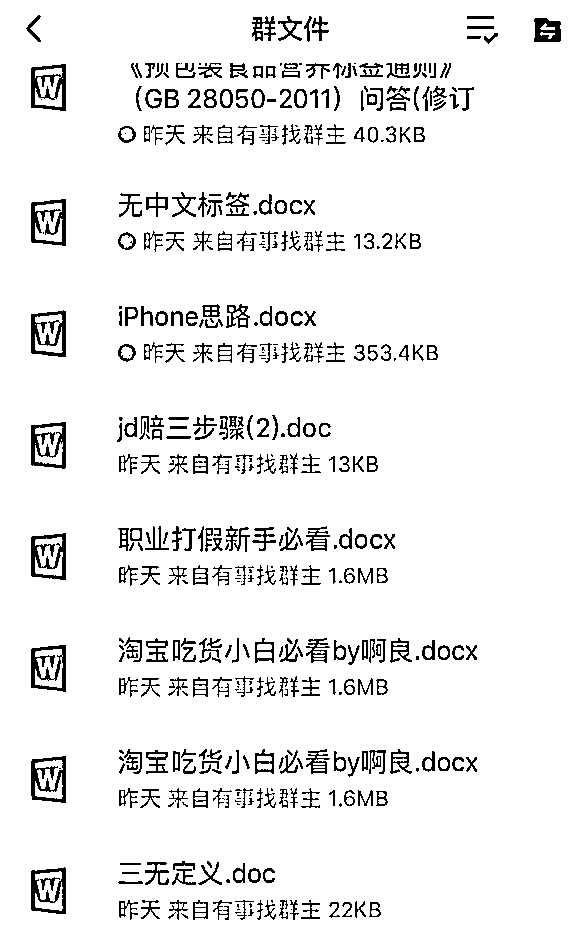 群文件
《预包装食品营养标签通则》
（GB 28050-2011）问答(修订
昨天 来自有事找群主 40.3KB
无中文标签.docx
昨天 来自有事找群主 13.2KB
iPhone思路.docx
昨天 来自有事找群主 353.4KB
jd赔三步骤(2).doc
昨天 来自有事找群主 13KB
职业打假新手必看.docx
昨天 来自有事找群主 1.6MB
淘宝吃货小白必看by啊良.docx
昨天 来自有事找群主 1.6MB
淘宝吃货小白必看by啊良.docx
昨天 来自有事找群主 1.6MB
三无定义.doc
昨天 来自有事找群主 22KB